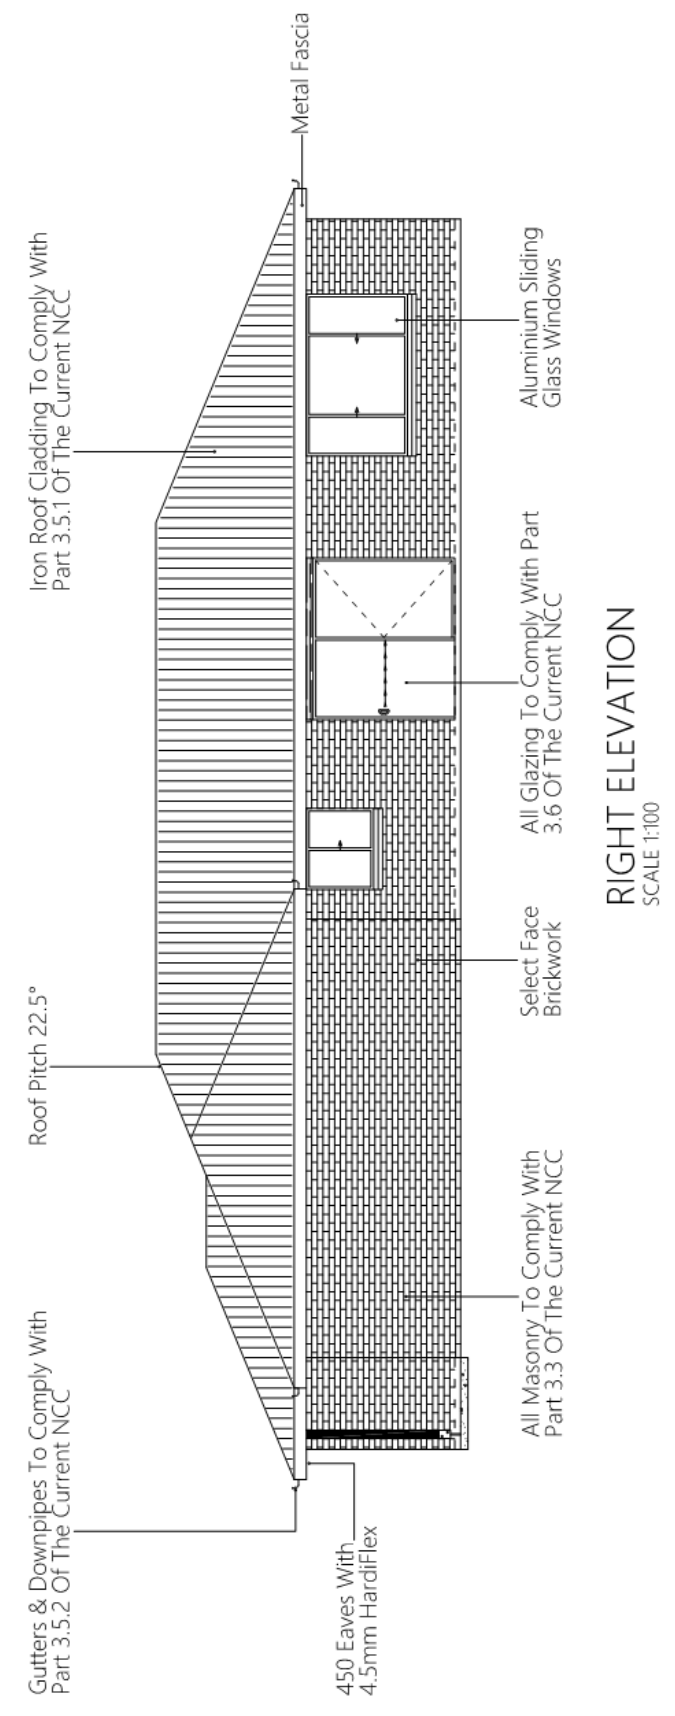 Gutters & Downpipes To Comply With
Part 3.5.2 Of The Current NCC
Roof Pitch 22.5°
Iron Roof Cladding To Comply With
Part 3.5.1 Of The Current NCC
Metal Fascia
450 Eaves With
4.5mm HardiFlex
All Masonry To Comply With
Part 3.3 Of The Current NCC
Select Face
Brickwork
All Glazing To Comply With Part
3.6 Of The Current NCC
Aluminium Sliding
Glass Windows
RIGHT ELEVATION
SCALE 1:100